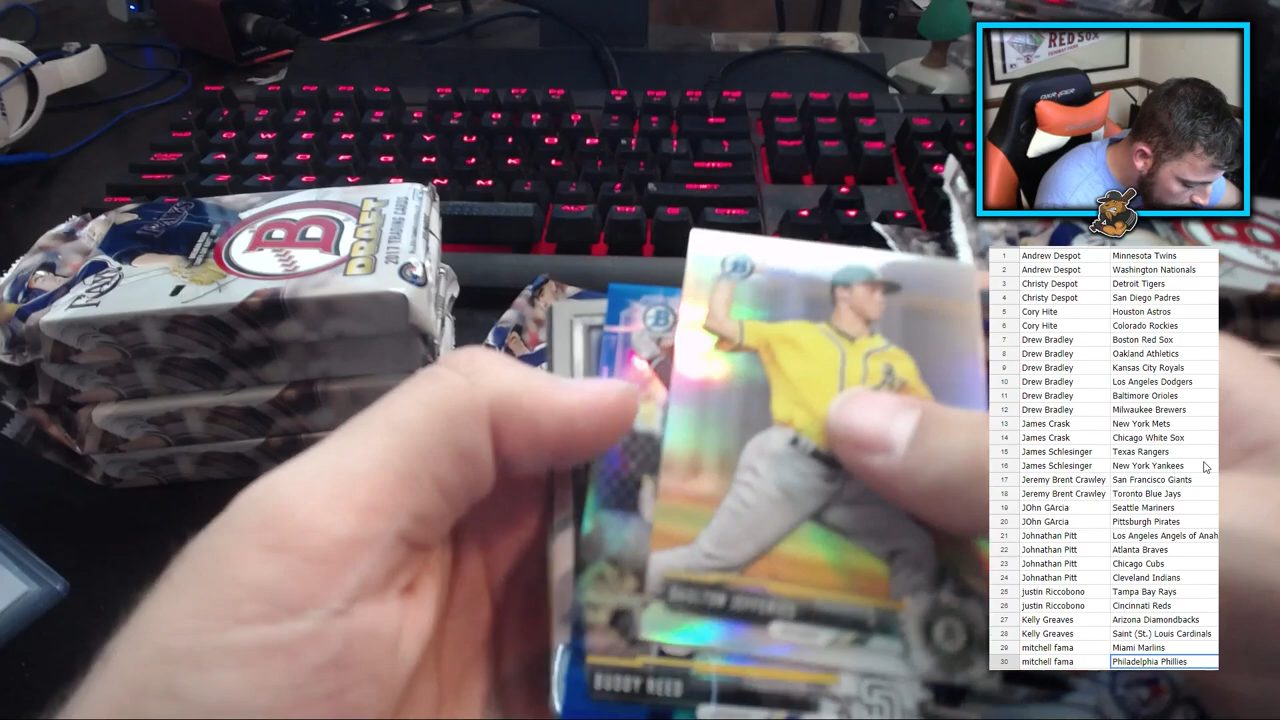 RED SOX
FENWAY PARK
RAYS
B
DRAFT
2017 TRADING CARDS
RAYS
B
BUDDY REED
1 Andrew Despot Minnesota Twins
2 Andrew Despot Washington Nationals
3 Christy Despot Detroit Tigers
4 Christy Despot San Diego Padres
5 Cory Hite Houston Astros
6 Cory Hite Colorado Rockies
7 Drew Bradley Boston Red Sox
8 Drew Bradley Oakland Athletics
9 Drew Bradley Kansas City Royals
10 Drew Bradley Los Angeles Dodgers
11 Drew Bradley Baltimore Orioles
12 Drew Bradley Milwaukee Brewers
13 James Crask New York Mets
14 James Crask Chicago White Sox
15 James Schlesinger Texas Rangers
16 James Schlesinger New York Yankees
17 Jeremy Brent Crawley San Francisco Giants
18 Jeremy Brent Crawley Toronto Blue Jays
19 JOhn GArcia Seattle Mariners
20 JOhn GArcia Pittsburgh Pirates
21 Johnathan Pitt Los Angeles Angels of Anah
22 Johnathan Pitt Atlanta Braves
23 Johnathan Pitt Chicago Cubs
24 Johnathan Pitt Cleveland Indians
25 justin Riccobono Tampa Bay Rays
26 justin Riccobono Cincinnati Reds
27 Kelly Greaves Arizona Diamondbacks
28 Kelly Greaves Saint (St.) Louis Cardinals
29 mitchell fama Miami Marlins
30 mitchell fama Philadelphia Phillies